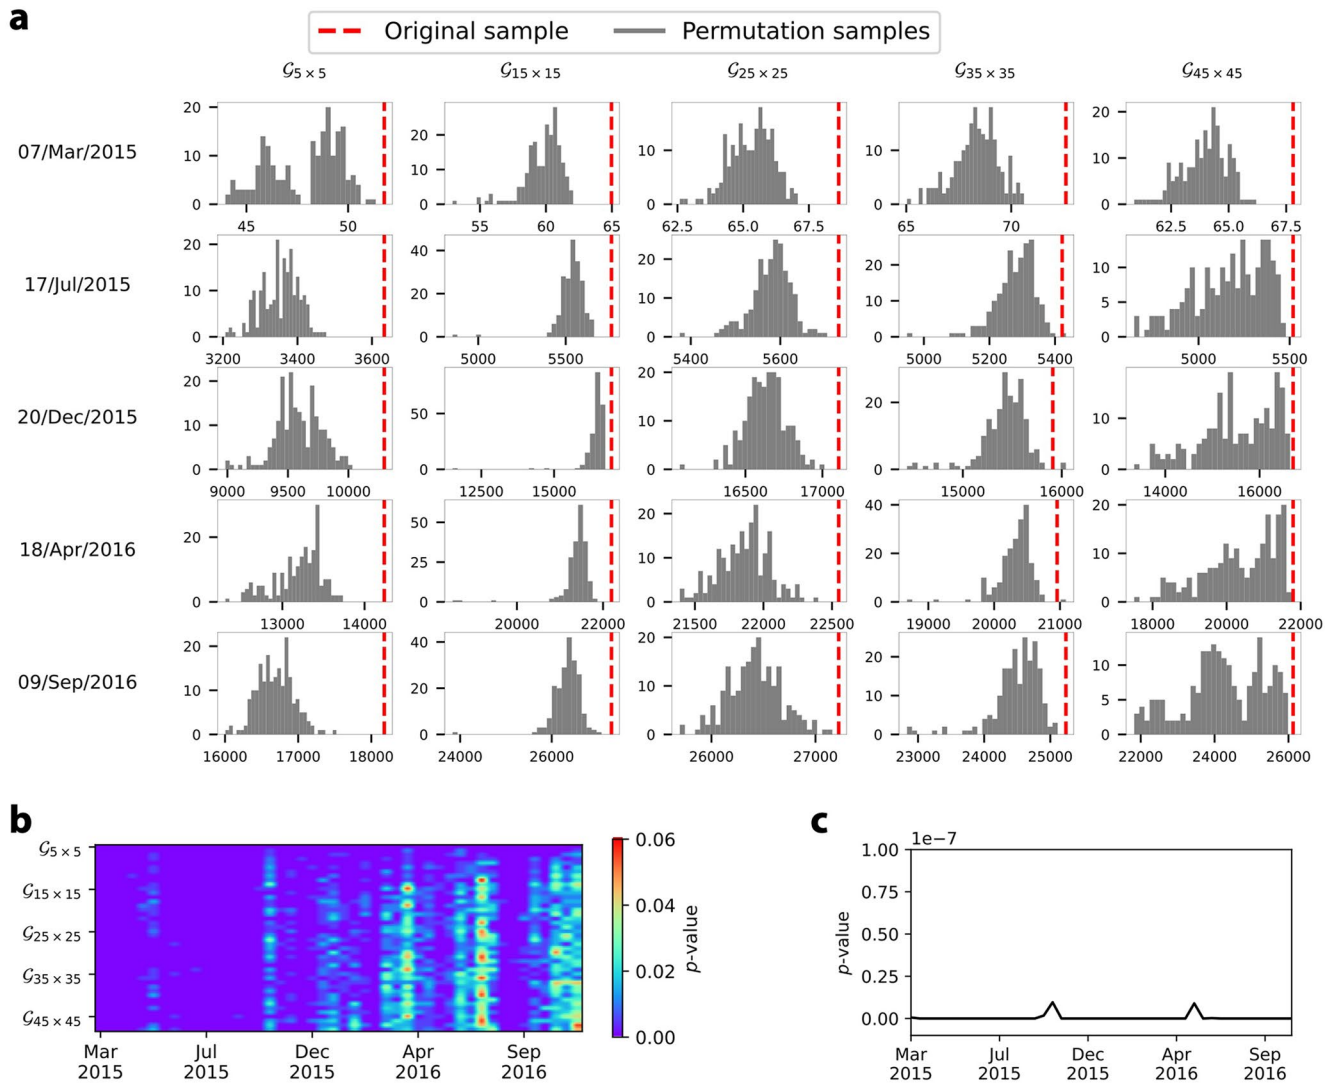 a
Original sample Permutation samples
𝒢5 × 5 𝒢15 × 15 𝒢25 × 25 𝒢35 × 35 𝒢45 × 45
07/Mar/2015
20 10 0 45 50
20 10 0 55 60 65
10 0 62.5 65.0 67.5
10 0 65 70
20 10 0 62.5 65.0 67.5
17/Jul/2015
20 10 0 3200 3400 3600
40 20 0 5000 5500
20 10 0 5400 5600
20 10 0 5000 5200 5400
10 5 0 5000 5500
20/Dec/2015
20 10 0 9000 9500 10000
50 0 12500 15000
20 15 10 5 0 16500 17000
20 0 15000 16000
10 0 14000 16000
18/Apr/2016
20 0 13000 14000
50 25 0 20000 22000
20 10 0 21500 22000 22500
40 20 0 19000 20000 21000
20 15 10 5 0 18000 20000 22000
09/Sep/2016
20 10 0 16000 17000 18000
40 20 0 24000 26000
20 10 0 26000 27000
20 10 0 23000 24000 25000
10 5 0 22000 24000 26000
b
𝒢5 × 5
𝒢15 × 15
𝒢25 × 25
𝒢35 × 35
𝒢45 × 45
Mar Jul Dec Apr Sep
2015 2015 2015 2016 2016
0.06
0.04
0.02
0.00
p-value
c
1e−7
1.00
0.75
0.50
0.25
0.00
p-value
Mar Jul Dec Apr Sep
2015 2015 2015 2016 2016